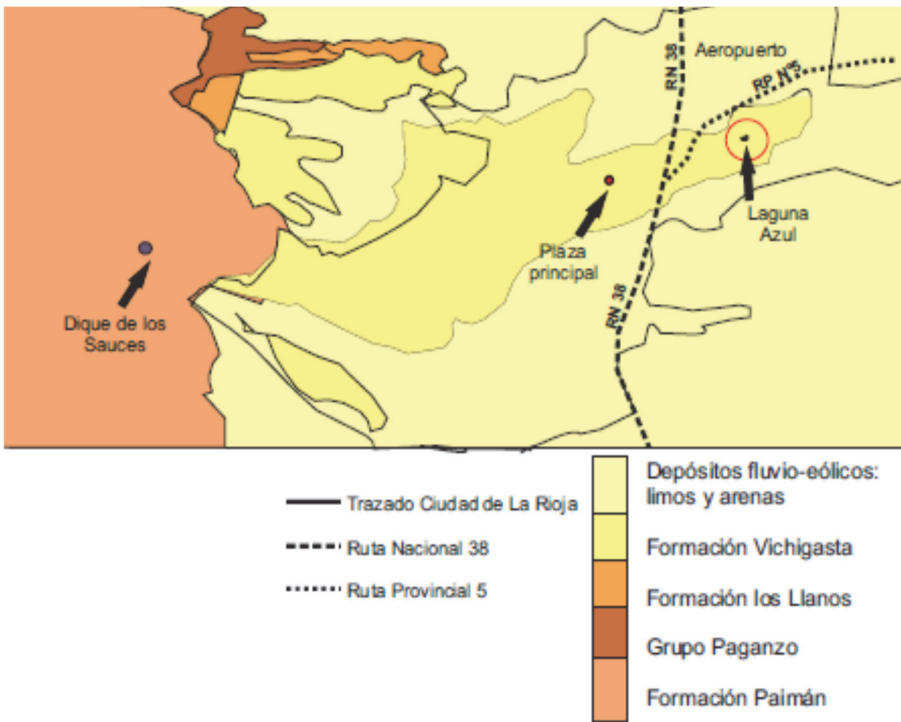 RN 38
Aeropuerto
RP Nº5
Laguna
Azul
Plaza
principal
RN 38
Dique de los
Sauces
Trazado Ciudad de La Rioja
Ruta Nacional 38
Ruta Provincial 5
Depósitos fluvio-eólicos:
limos y arenas
Formación Vichigasta
Formación los Llanos
Grupo Paganzo
Formación Paimán